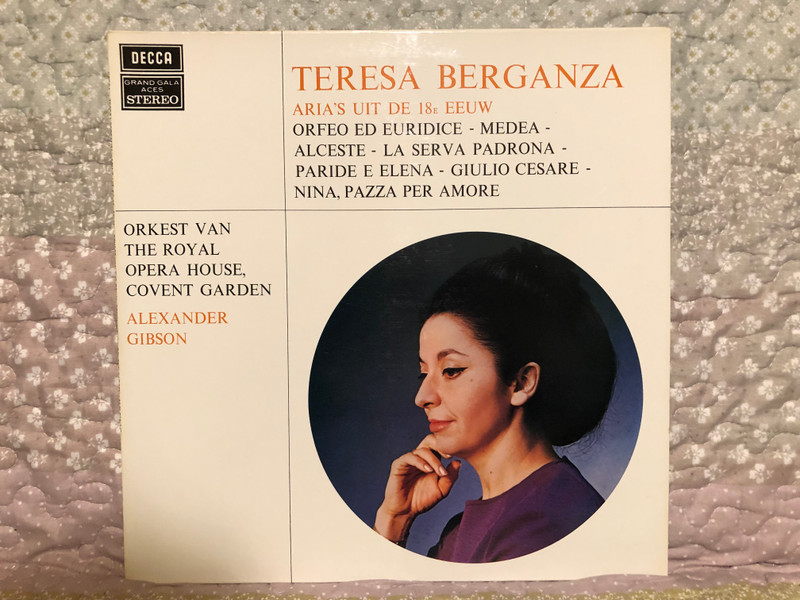 DECCA
GRAND GALA
ACES
STEREO
TERESA BERGANZA
ARIA'S UIT DE 18E EEUW
ORFEO ED EURIDICE - MEDEA -
ALCESTE - LA SERVA PADRONA -
PARIDE E ELENA - GIULIO CESARE -
NINA, PAZZA PER AMORE
ORKEST VAN
THE ROYAL
OPERA HOUSE,
COVENT GARDEN
ALEXANDER
GIBSON